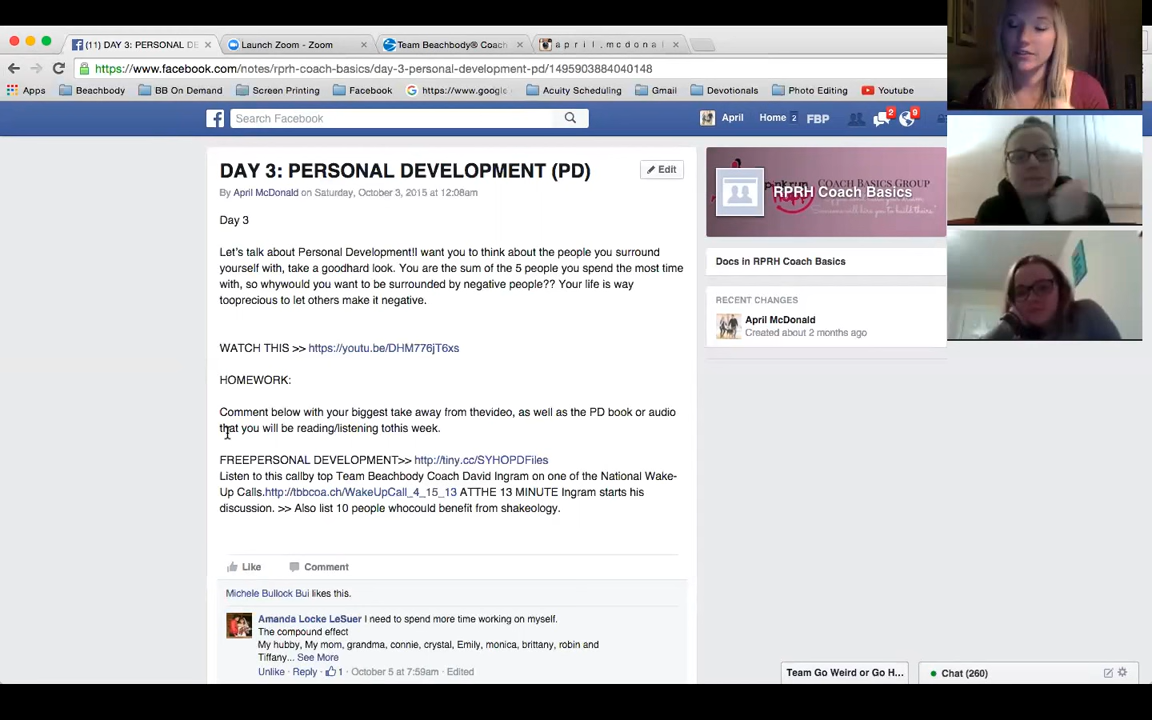 (11) DAY 3: PERSONAL DE
Launch Zoom - Zoom
Team Beachbody® Coach
a p r i l . m c d o n a l
https://www.facebook.com/notes/rprh-coach-basics/day-3-personal-development-pd/1495903884040148
Apps Beachbody BB On Demand Screen Printing Facebook https://www.google Acuity Scheduling Gmail Devotionals Photo Editing Youtube
Search Facebook
April Home 2 FBP 2 9
DAY 3: PERSONAL DEVELOPMENT (PD)
Edit
By April McDonald on Saturday, October 3, 2015 at 12:08am
Day 3
Let's talk about Personal Development!I want you to think about the people you surround
yourself with, take a goodhard look. You are the sum of the 5 people you spend the most time
with, so whywould you want to be surrounded by negative people?? Your life is way
tooprecious to let others make it negative.
WATCH THIS >> https://youtu.be/DHM776jT6xs
HOMEWORK:
Comment below with your biggest take away from thevideo, as well as the PD book or audio
that you will be reading/listening tothis week.
FREEPERSONAL DEVELOPMENT>> http://tiny.cc/SYHOPDFiles
Listen to this callby top Team Beachbody Coach David Ingram on one of the National Wake-
Up Calls.http://tbbcoa.ch/WakeUpCall_4_15_13 ATTHE 13 MINUTE Ingram starts his
discussion. >> Also list 10 people whocould benefit from shakeology.
Like Comment
Michele Bullock Bui likes this.
Amanda Locke LeSuer I need to spend more time working on myself.
The compound effect
My hubby, My mom, grandma, connie, crystal, Emily, monica, brittany, robin and
Tiffany... See More
Unlike · Reply · 1 · October 5 at 7:59am · Edited
COACH BASICS GROUP
RPRH Coach Basics
Docs in RPRH Coach Basics
RECENT CHANGES
April McDonald
Created about 2 months ago
Team Go Weird or Go H...
Chat (260)